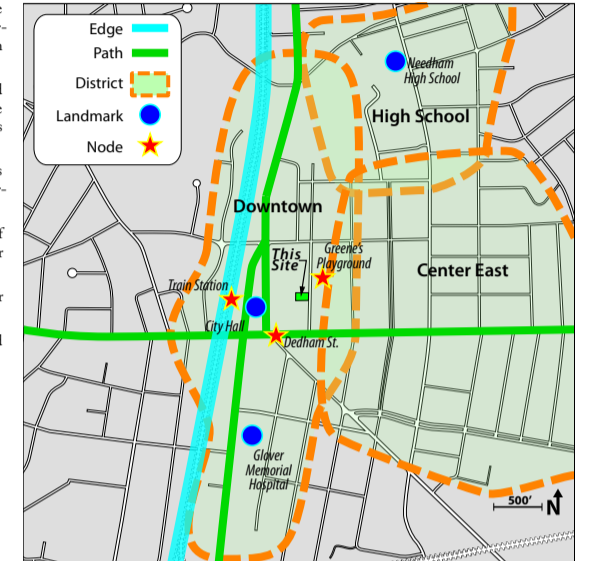 Edge
Path
District
Landmark
Node
Needham
High School
High School
Downtown
This
Site
Greene's
Playground
Center East
Train Station
City Hall
Dedham St.
Glover
Memorial
Hospital
500'
N